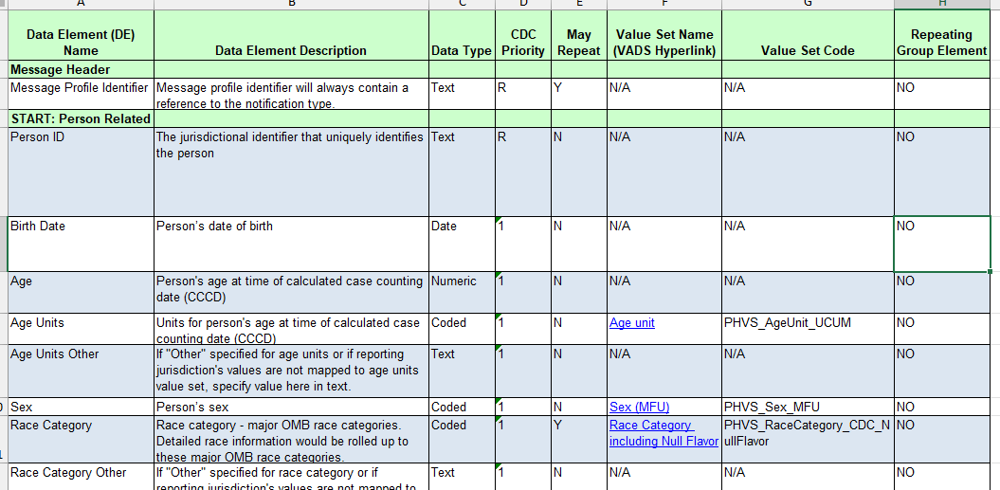 A B C D E F G H
Data Element (DE) Name Data Element Description Data Type CDC Priority May Repeat Value Set Name (VADS Hyperlink) Value Set Code Repeating Group Element
Message Header
Message Profile Identifier Message profile identifier will always contain a Text R Y N/A N/A NO
reference to the notification type.
START: Person Related
Person ID The jurisdictional identifier that uniquely identifies Text R N N/A N/A NO
the person
Birth Date Person's date of birth Date 1 N N/A N/A NO
Age Person's age at time of calculated case counting Numeric 1 N N/A N/A NO
date (CCCD)
Age Units Units for person's age at time of calculated case Coded 1 N Age unit PHVS_AgeUnit_UCUM NO
counting date (CCCD)
Age Units Other If "Other" specified for age units or if reporting Text 1 N N/A N/A NO
jurisdiction's values are not mapped to age units
value set, specify value here in text.
Sex Person's sex Coded 1 N Sex (MFU) PHVS_Sex_MFU NO
Race Category Race category - major OMB race categories. Coded 1 Y Race Category PHVS_RaceCategory_CDC_N NO
Detailed race information would be rolled up to including Null Flavor ullFlavor
these major OMB race categories.
Race Category Other If "Other" specified for race category or if Text 1 N N/A N/A NO
reporting jurisdiction's values are not mapped to